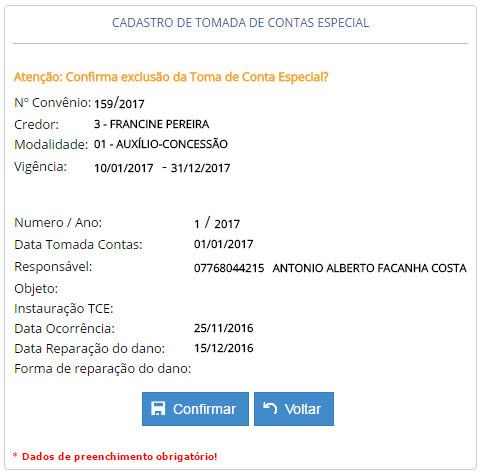 CADASTRO DE TOMADA DE CONTAS ESPECIAL
Atenção: Confirma exclusão da Toma de Conta Especial?
Nº Convênio: 159/2017
Credor: 3 - FRANCINE PEREIRA
Modalidade: 01 - AUXÍLIO-CONCESSÃO
Vigência: 10/01/2017 - 31/12/2017
Numero / Ano: 1 / 2017
Data Tomada Contas: 01/01/2017
Responsável: 07768044215 ANTONIO ALBERTO FACANHA COSTA
Objeto:
Instauração TCE:
Data Ocorrência: 25/11/2016
Data Reparação do dano: 15/12/2016
Forma de reparação do dano:
Confirmar Voltar
* Dados de preenchimento obrigatório!